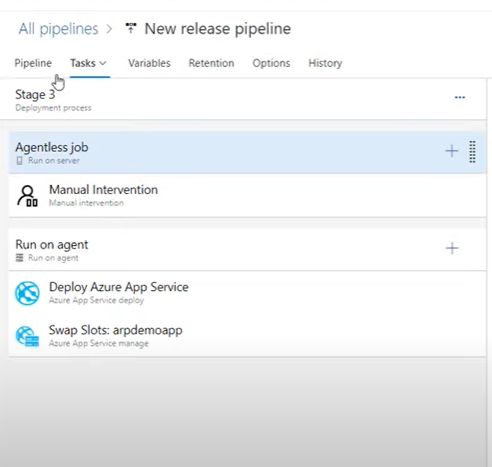 All pipelines > New release pipeline
Pipeline Tasks Variables Retention Options History
Stage 3
Deployment process
Agentless job
Run on server
Manual Intervention
Manual intervention
Run on agent
Run on agent
Deploy Azure App Service
Azure App Service deploy
Swap Slots: arpdemoapp
Azure App Service manage